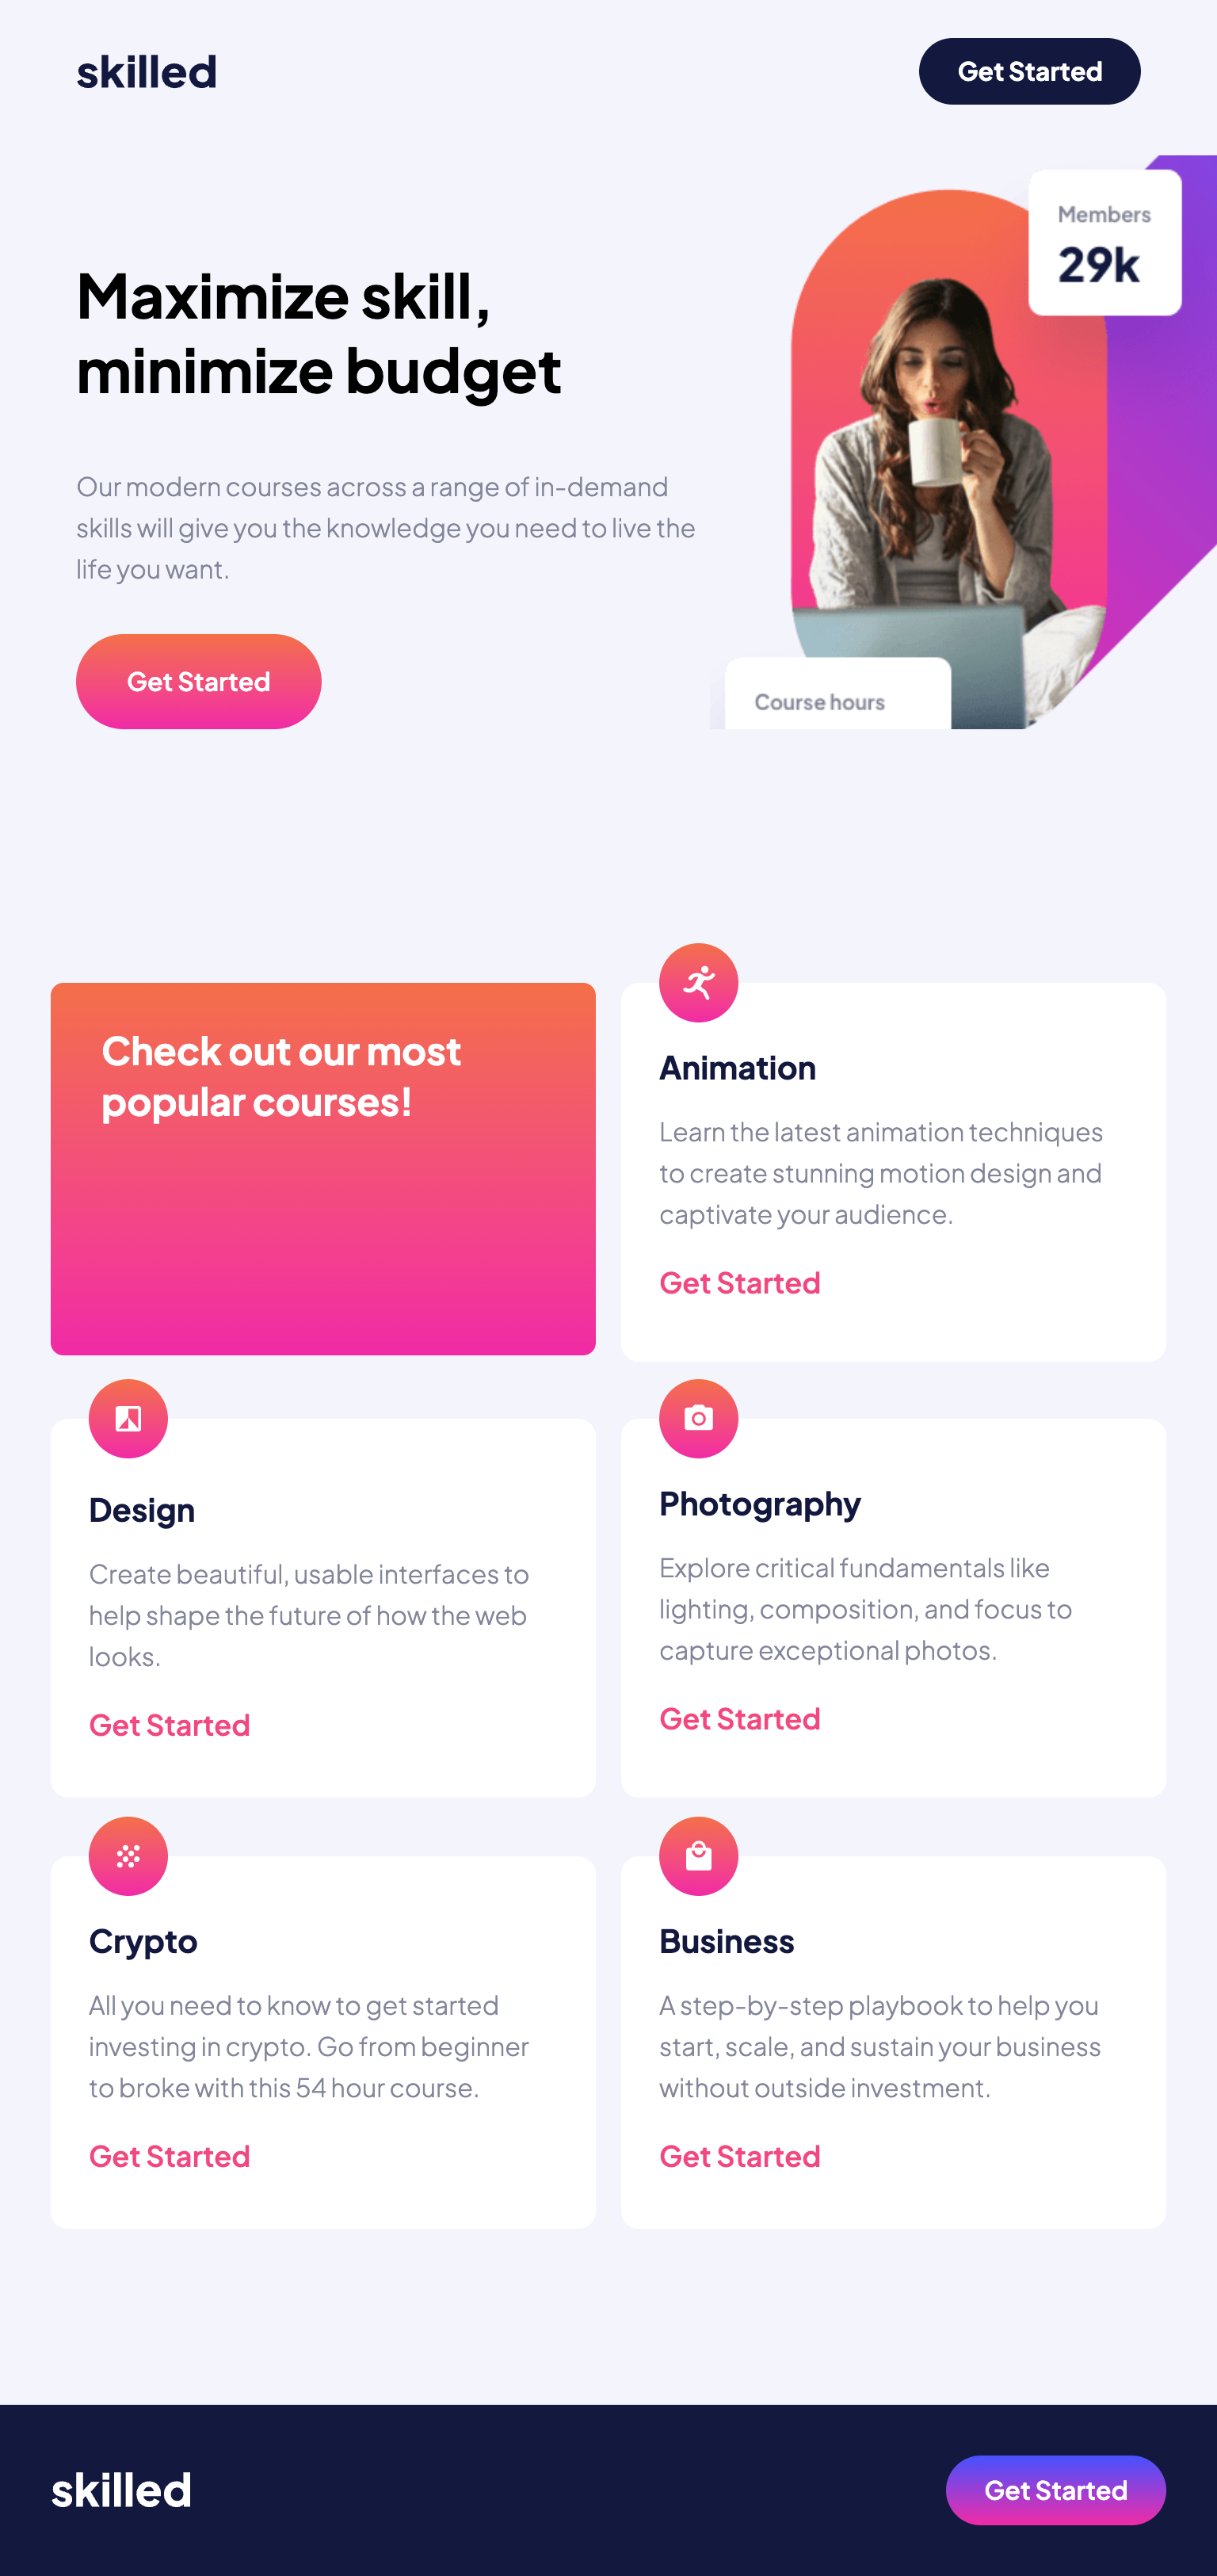 skilled
Get Started
Members
29k
Maximize skill,
minimize budget
Our modern courses across a range of in-demand
skills will give you the knowledge you need to live the
life you want.
Get Started
Course hours
Check out our most
popular courses!
Animation
Learn the latest animation techniques
to create stunning motion design and
captivate your audience.
Get Started
Design
Create beautiful, usable interfaces to
help shape the future of how the web
looks.
Get Started
Photography
Explore critical fundamentals like
lighting, composition, and focus to
capture exceptional photos.
Get Started
Crypto
All you need to know to get started
investing in crypto. Go from beginner
to broke with this 54 hour course.
Get Started
Business
A step-by-step playbook to help you
start, scale, and sustain your business
without outside investment.
Get Started
skilled
Get Started